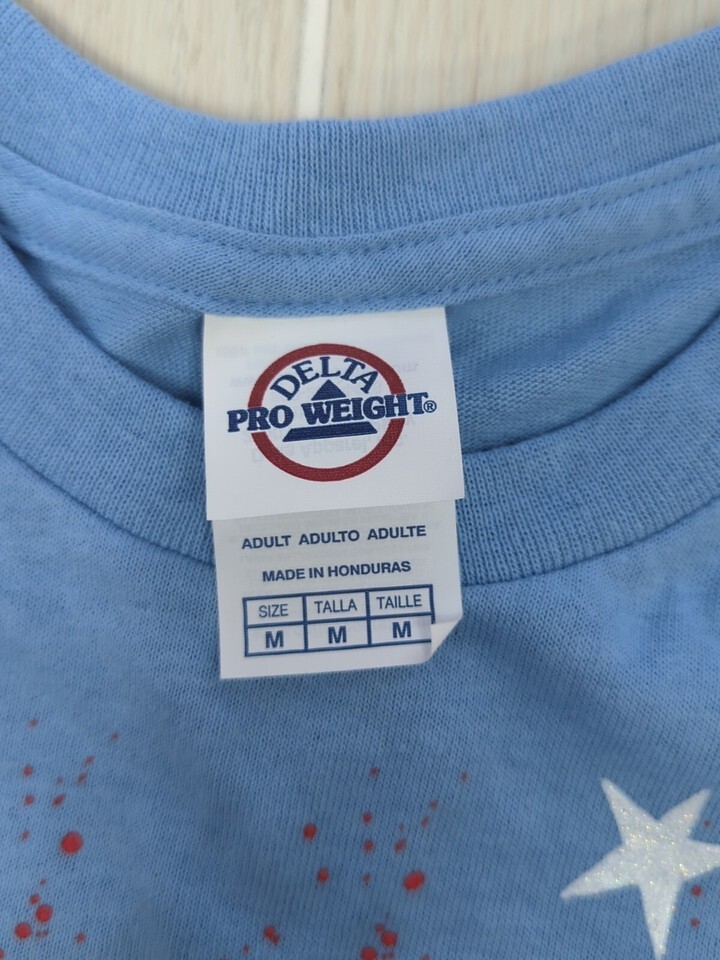 DELTA
PRO WEIGHT®
ADULT ADULTO ADULTE
MADE IN HONDURAS
SIZE TALLA TAILLE
M M M